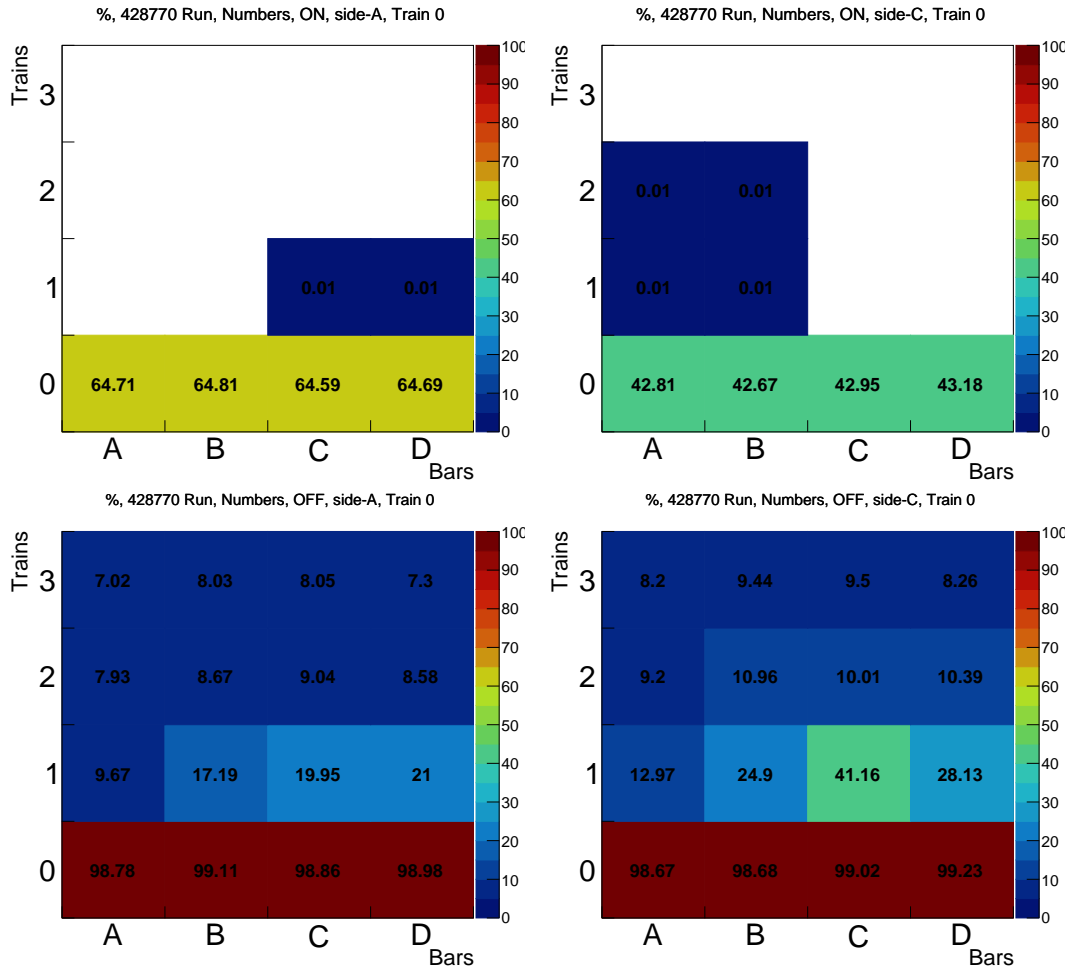 %, 428770 Run, Numbers, ON, side-A, Train 0
Trains
3
2
1
0.01 0.01
0
64.71 64.81 64.59 64.69
A B C D
Bars
100
90
80
70
60
50
40
30
20
10
0
%, 428770 Run, Numbers, ON, side-C, Train 0
Trains
3
2
0.01 0.01
1
0.01 0.01
0
42.81 42.67 42.95 43.18
A B C D
Bars
100
90
80
70
60
50
40
30
20
10
0
%, 428770 Run, Numbers, OFF, side-A, Train 0
Trains
3
7.02 8.03 8.05 7.3
2
7.93 8.67 9.04 8.58
1
9.67 17.19 19.95 21
0
98.78 99.11 98.86 98.98
A B C D
Bars
100
90
80
70
60
50
40
30
20
10
0
%, 428770 Run, Numbers, OFF, side-C, Train 0
Trains
3
8.2 9.44 9.5 8.26
2
9.2 10.96 10.01 10.39
1
12.97 24.9 41.16 28.13
0
98.67 98.68 99.02 99.23
A B C D
Bars
100
90
80
70
60
50
40
30
20
10
0